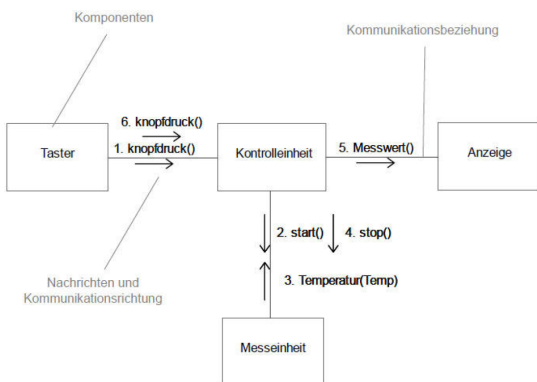 Komponenten
Kommunikationsbeziehung
6. knopfdruck()
Taster
1. knopfdruck()
Kontrolleinheit
5. Messwert()
Anzeige
2. start()
4. stop()
3. Temperatur(Temp)
Nachrichten und
Kommunikationsrichtung
Messeinheit